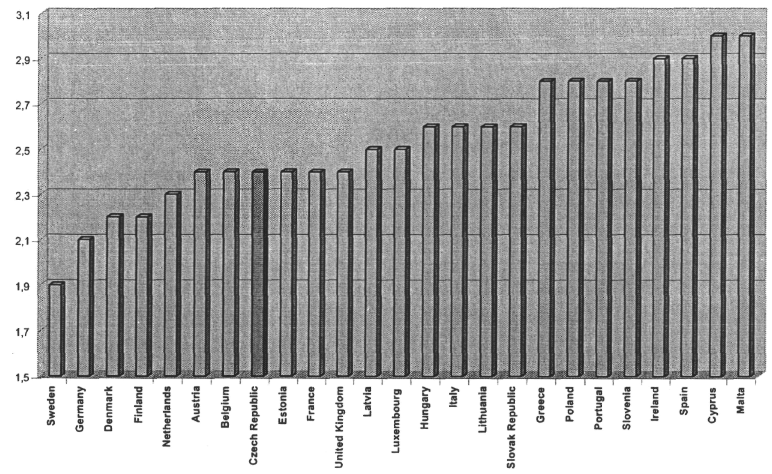 3,1
2,9
2,7
2,5
2,3
2,1
1,9
1,7
1,5
Sweden
Germany
Denmark
Finland
Netherlands
Austria
Belgium
Czech Republic
Estonia
France
United Kingdom
Latvia
Luxembourg
Hungary
Italy
Lithuania
Slovak Republic
Greece
Poland
Portugal
Slovenia
Ireland
Spain
Cyprus
Malta